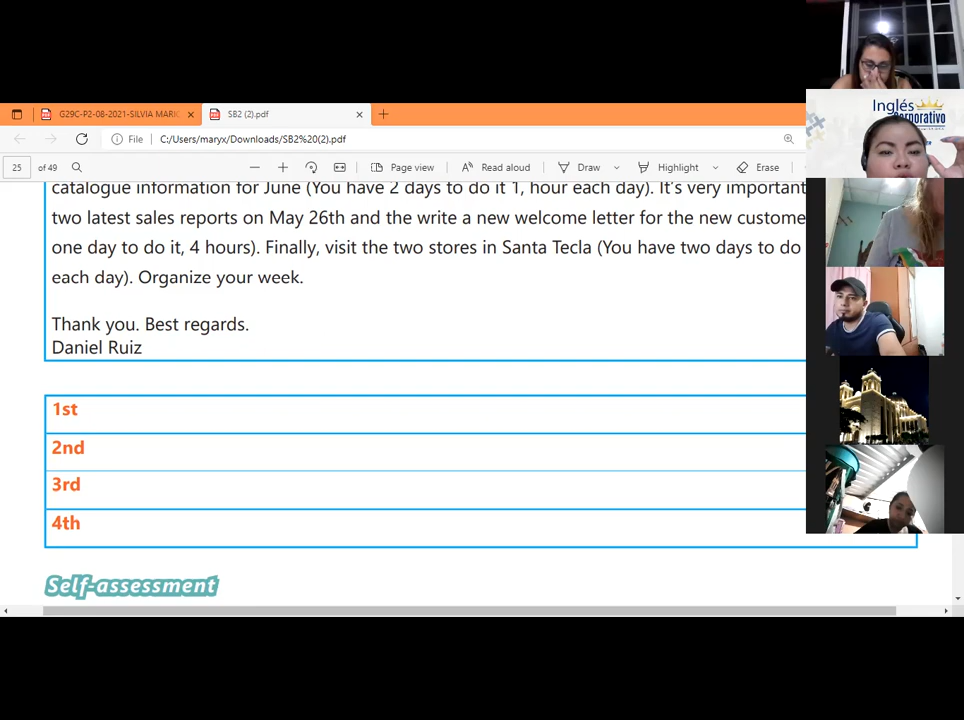 Inglés
Corporativo
G29C-P2-08-2021-SILVIA MARIC
SB2 (2).pdf
File
C:/Users/maryx/Downloads/SB2%20(2).pdf
25 of 49
Page view
Read aloud
Draw
Highlight
Erase
catalogue information for June (You have 2 days to do it 1, hour each day). It's very important
two latest sales reports on May 26th and the write a new welcome letter for the new custome
one day to do it, 4 hours). Finally, visit the two stores in Santa Tecla (You have two days to do
each day). Organize your week.
Thank you. Best regards.
Daniel Ruiz
1st
2nd
3rd
4th
Self-assessment